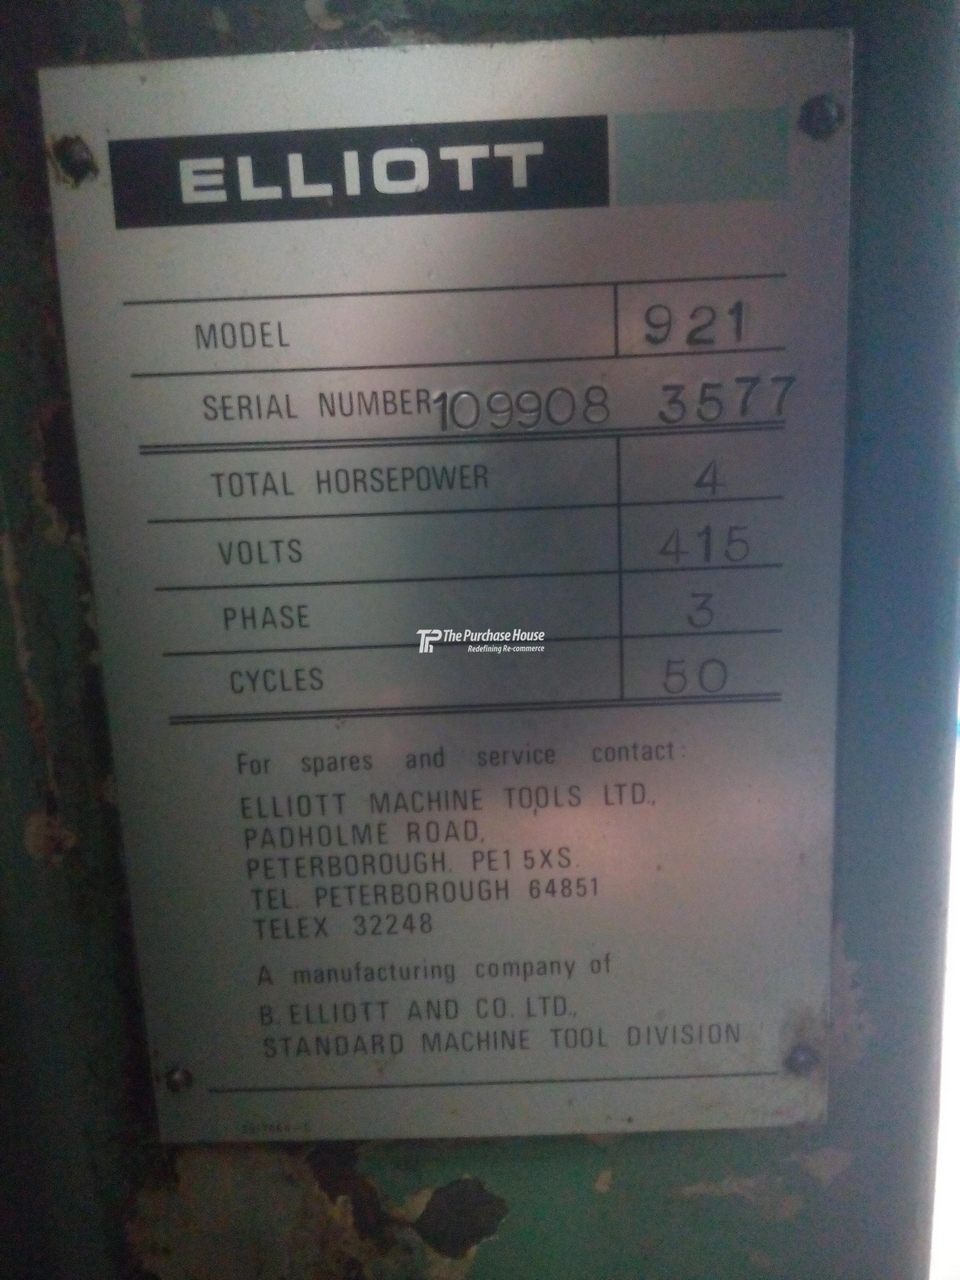 ELLIOTT
MODEL 921
SERIAL NUMBER 109908 3577
TOTAL HORSEPOWER 4
VOLTS 415
PHASE 3
TP The Purchase House
Redefining Re-commerce
CYCLES 50
For spares and service contact:
ELLIOTT MACHINE TOOLS LTD.,
PADHOLME ROAD,
PETERBOROUGH. PE1 5XS.
TEL. PETERBOROUGH 64851
TELEX 32248
A manufacturing company of
B. ELLIOTT AND CO. LTD.,
STANDARD MACHINE TOOL DIVISION